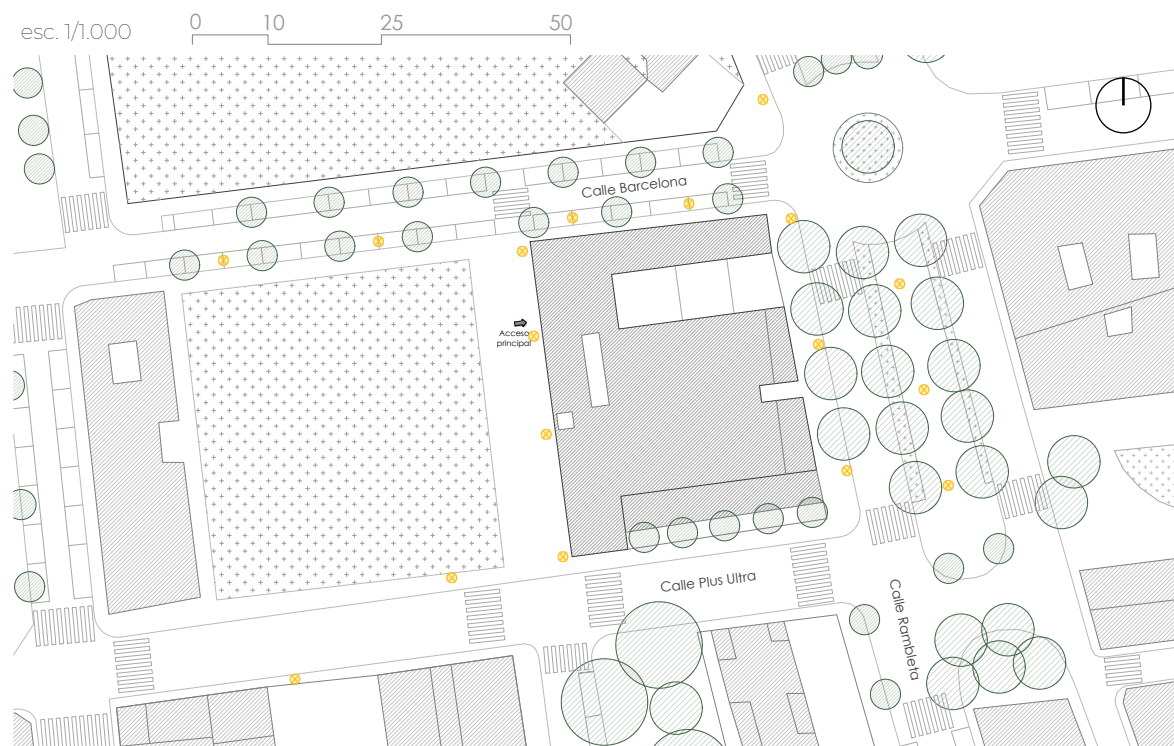 esc. 1/1.000
0 10 25 50
Calle Barcelona
Acceso
principal
Calle Plus Ultra
Calle Rambleta